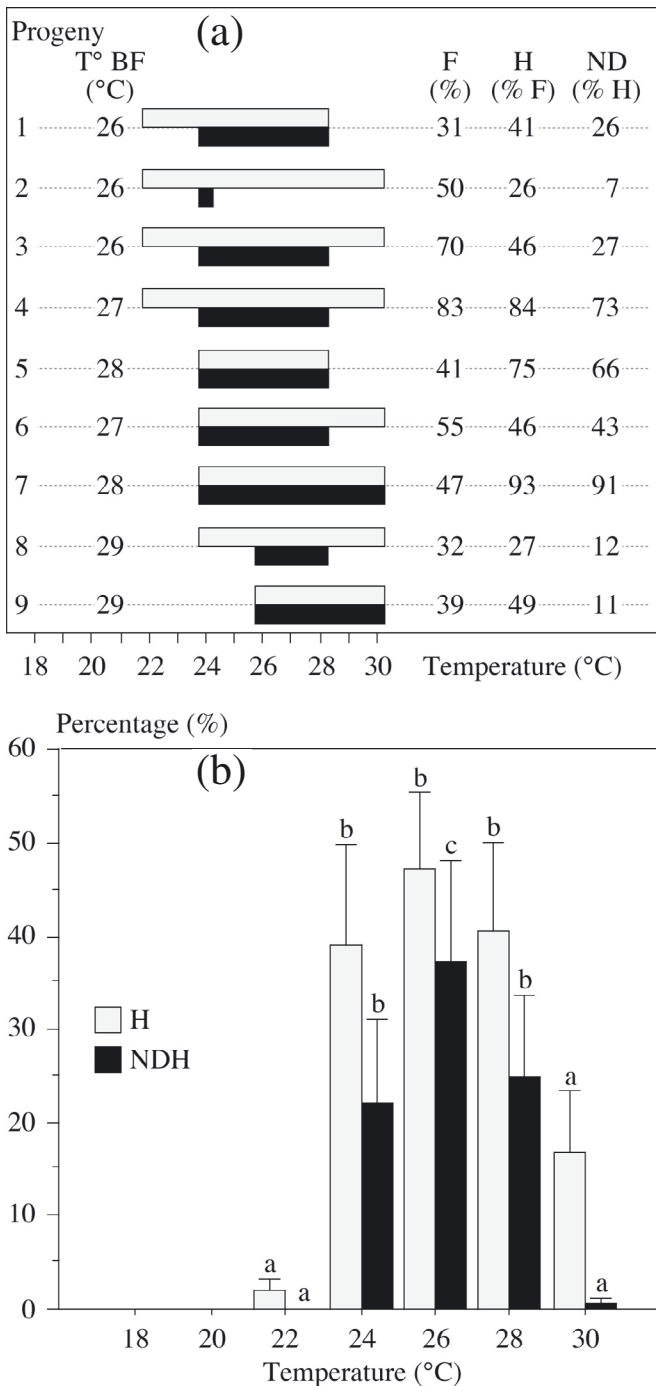 Progeny (a)
T° BF F H ND
(°C) (%) (% F) (% H)
1 26 31 41 26
2 26 50 26 7
3 26 70 46 27
4 27 83 84 73
5 28 41 75 66
6 27 55 46 43
7 28 47 93 91
8 29 32 27 12
9 29 39 49 11
18 20 22 24 26 28 30 Temperature (°C)
Percentage (%)
(b)
60
50
40
30
20
10
0
b
b
c
b
b
b
a
a
a
a
H
NDH
18 20 22 24 26 28 30
Temperature (°C)